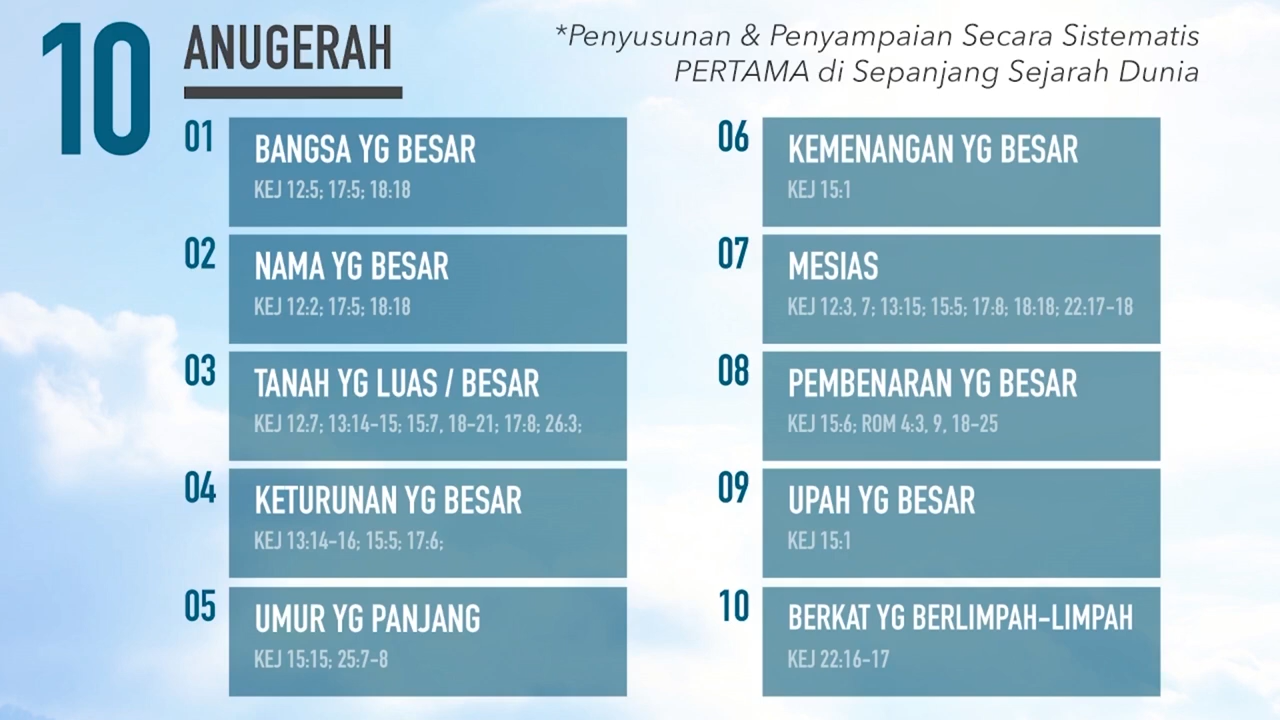 10 ANUGERAH
*Penyusunan & Penyampaian Secara Sistematis
PERTAMA di Sepanjang Sejarah Dunia
01 BANGSA YG BESAR
KEJ 12:5; 17:5; 18:18
02 NAMA YG BESAR
KEJ 12:2; 17:5; 18:18
03 TANAH YG LUAS / BESAR
KEJ 12:7; 13:14-15; 15:7, 18-21; 17:8; 26:3;
04 KETURUNAN YG BESAR
KEJ 13:14-16; 15:5; 17:6;
05 UMUR YG PANJANG
KEJ 15:15; 25:7-8
06 KEMENANGAN YG BESAR
KEJ 15:1
07 MESIAS
KEJ 12:3, 7; 13:15; 15:5; 17:8; 18:18; 22:17-18
08 PEMBENARAN YG BESAR
KEJ 15:6; ROM 4:3, 9, 18-25
09 UPAH YG BESAR
KEJ 15:1
10 BERKAT YG BERLIMPAH-LIMPAH
KEJ 22:16-17